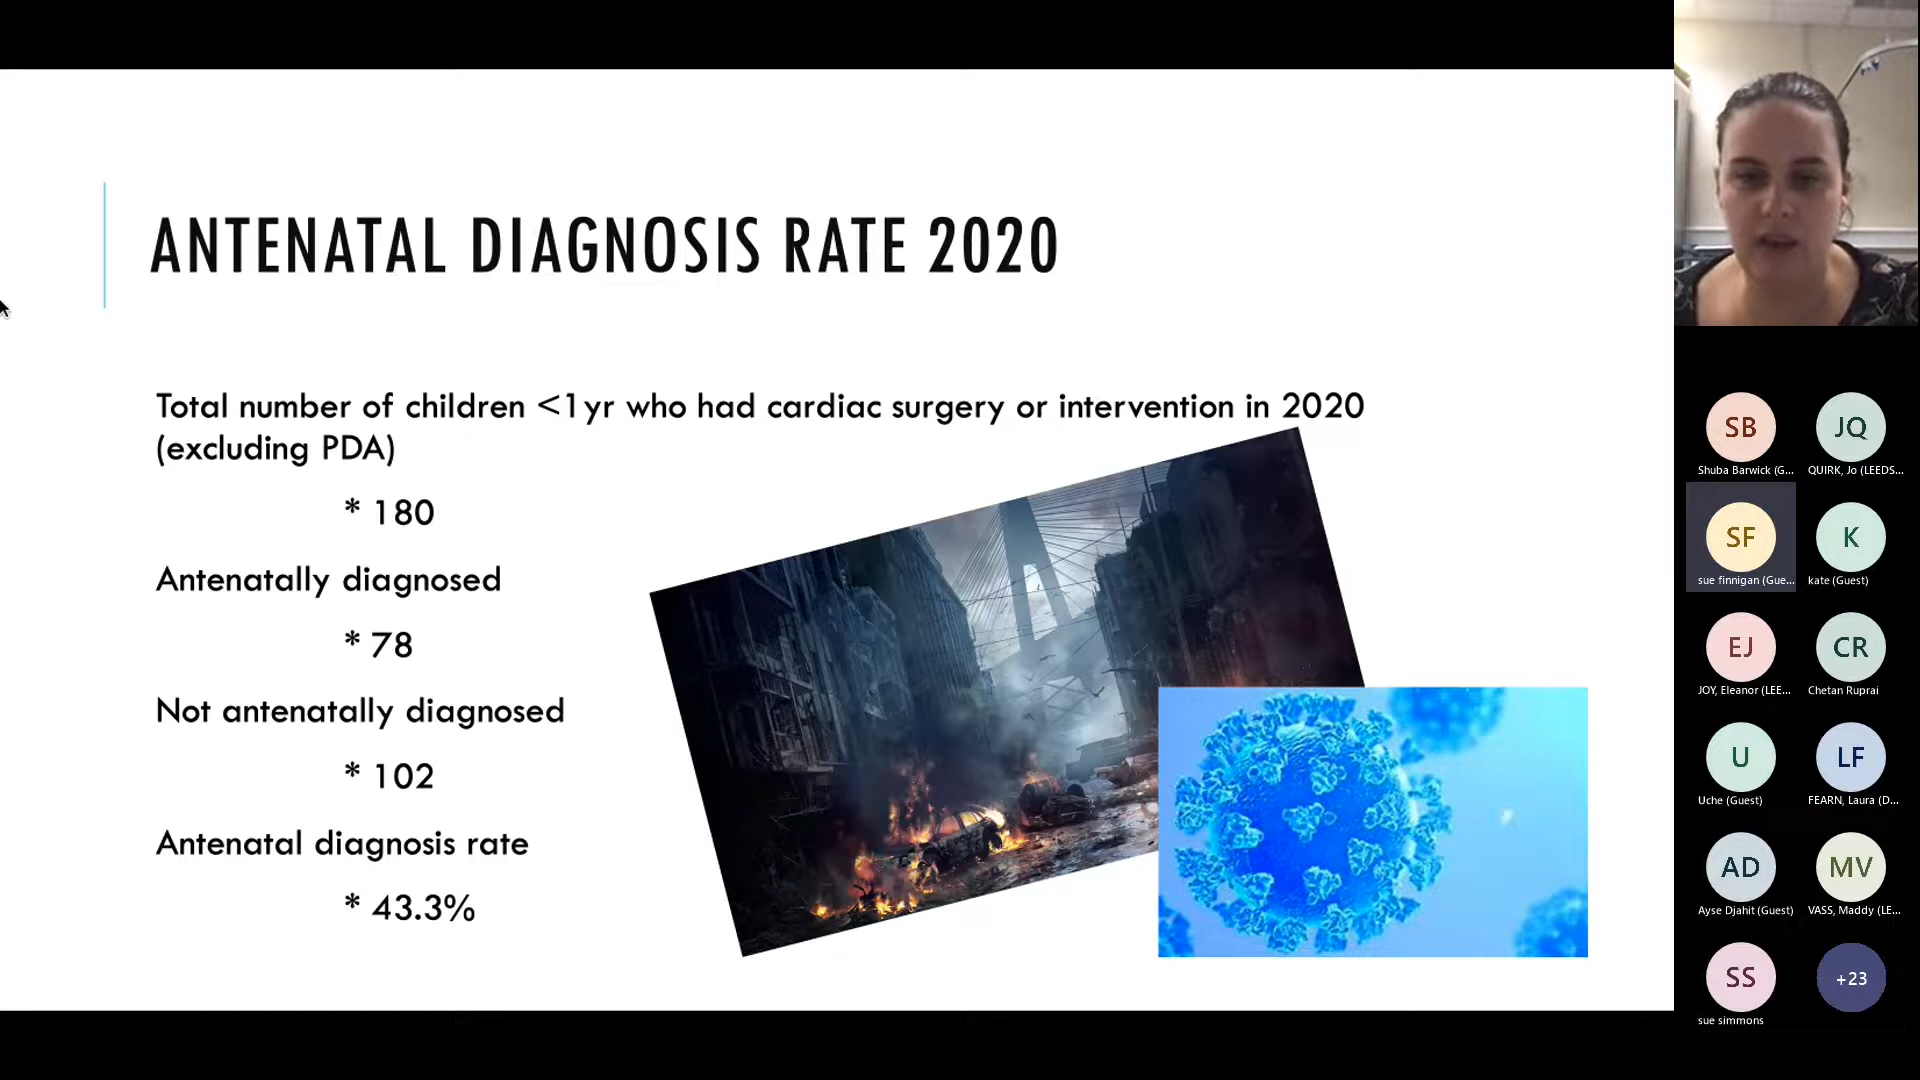 ANTENATAL DIAGNOSIS RATE 2020
Total number of children <1yr who had cardiac surgery or intervention in 2020
(excluding PDA)
* 180
Antenatally diagnosed
* 78
Not antenatally diagnosed
* 102
Antenatal diagnosis rate
* 43.3%
SB
Shuba Barwick (G...
JQ
QUIRK, Jo (LEEDS...
SF
sue finnigan (Gue...
K
kate (Guest)
EJ
JOY, Eleanor (LEE...
CR
Chetan Ruprai
U
Uche (Guest)
LF
FEARN, Laura (D...
AD
Ayse Djahit (Guest)
MV
VASS, Maddy (LE...
SS
sue simmons
+23